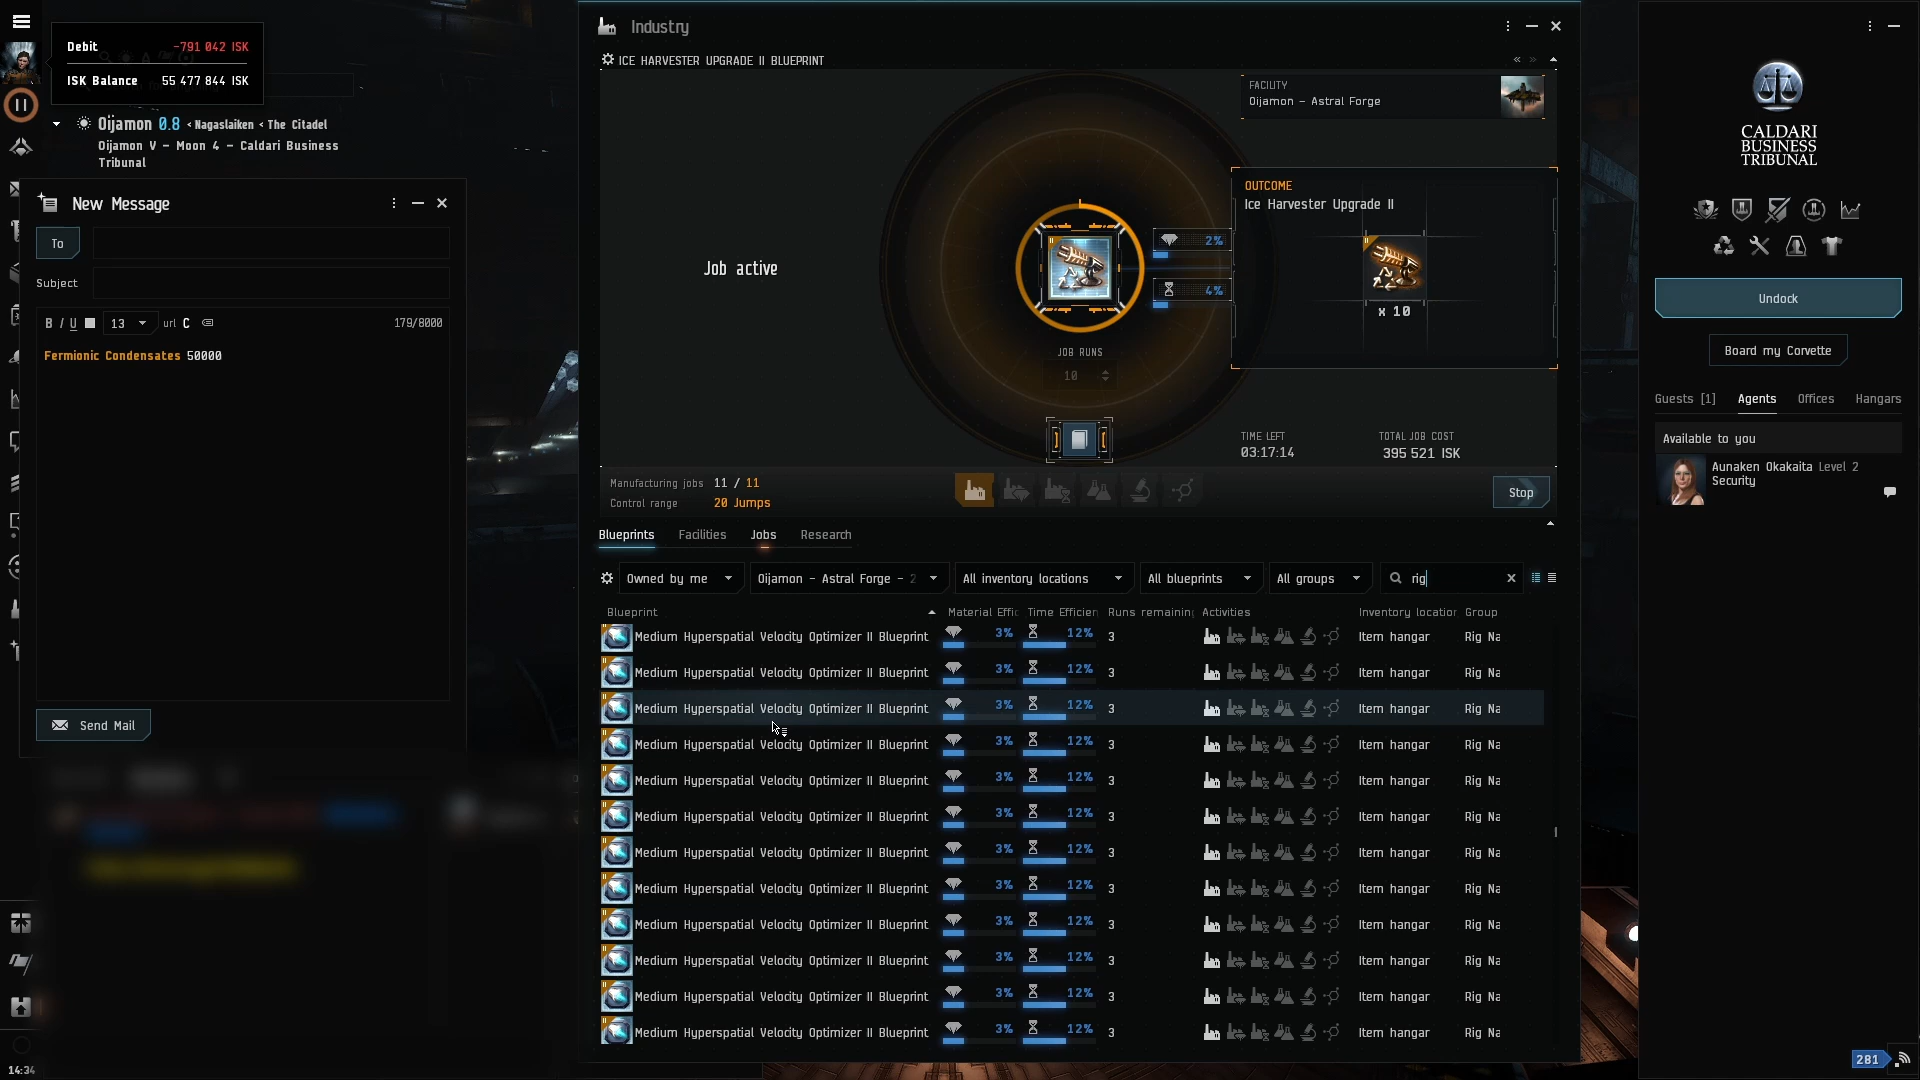 Debit -791 042 ISK
ISK Balance 55 477 844 ISK
Oijamon 0.8 < Nagaslaiken < The Citadel
Oijamon V - Moon 4 - Caldari Business
Tribunal
New Message
To
Subject
B I U 13 url C 179/8000
Fermionic Condensates 50000
Send Mail
14:34
Industry
ICE HARVESTER UPGRADE II BLUEPRINT
FACILITY
Oijamon - Astral Forge
Job active
2%
4%
OUTCOME
Ice Harvester Upgrade II
x 10
JOB RUNS
10
TIME LEFT
03:17:14
TOTAL JOB COST
395 521 ISK
Manufacturing jobs 11 / 11
Control range 20 Jumps
Stop
Blueprints Facilities Jobs Research
Owned by me Oijamon - Astral Forge - 2 All inventory locations All blueprints All groups rig
Blueprint Material Effic Time Efficien Runs remaining Activities Inventory location Group
Medium Hyperspatial Velocity Optimizer II Blueprint 3% 12% 3 Item hangar Rig Na
Medium Hyperspatial Velocity Optimizer II Blueprint 3% 12% 3 Item hangar Rig Na
Medium Hyperspatial Velocity Optimizer II Blueprint 3% 12% 3 Item hangar Rig Na
Medium Hyperspatial Velocity Optimizer II Blueprint 3% 12% 3 Item hangar Rig Na
Medium Hyperspatial Velocity Optimizer II Blueprint 3% 12% 3 Item hangar Rig Na
Medium Hyperspatial Velocity Optimizer II Blueprint 3% 12% 3 Item hangar Rig Na
Medium Hyperspatial Velocity Optimizer II Blueprint 3% 12% 3 Item hangar Rig Na
Medium Hyperspatial Velocity Optimizer II Blueprint 3% 12% 3 Item hangar Rig Na
Medium Hyperspatial Velocity Optimizer II Blueprint 3% 12% 3 Item hangar Rig Na
Medium Hyperspatial Velocity Optimizer II Blueprint 3% 12% 3 Item hangar Rig Na
Medium Hyperspatial Velocity Optimizer II Blueprint 3% 12% 3 Item hangar Rig Na
Medium Hyperspatial Velocity Optimizer II Blueprint 3% 12% 3 Item hangar Rig Na
CALDARI
BUSINESS
TRIBUNAL
Undock
Board my Corvette
Guests [1] Agents Offices Hangars
Available to you
Aunaken Okakaita Level 2
Security
281